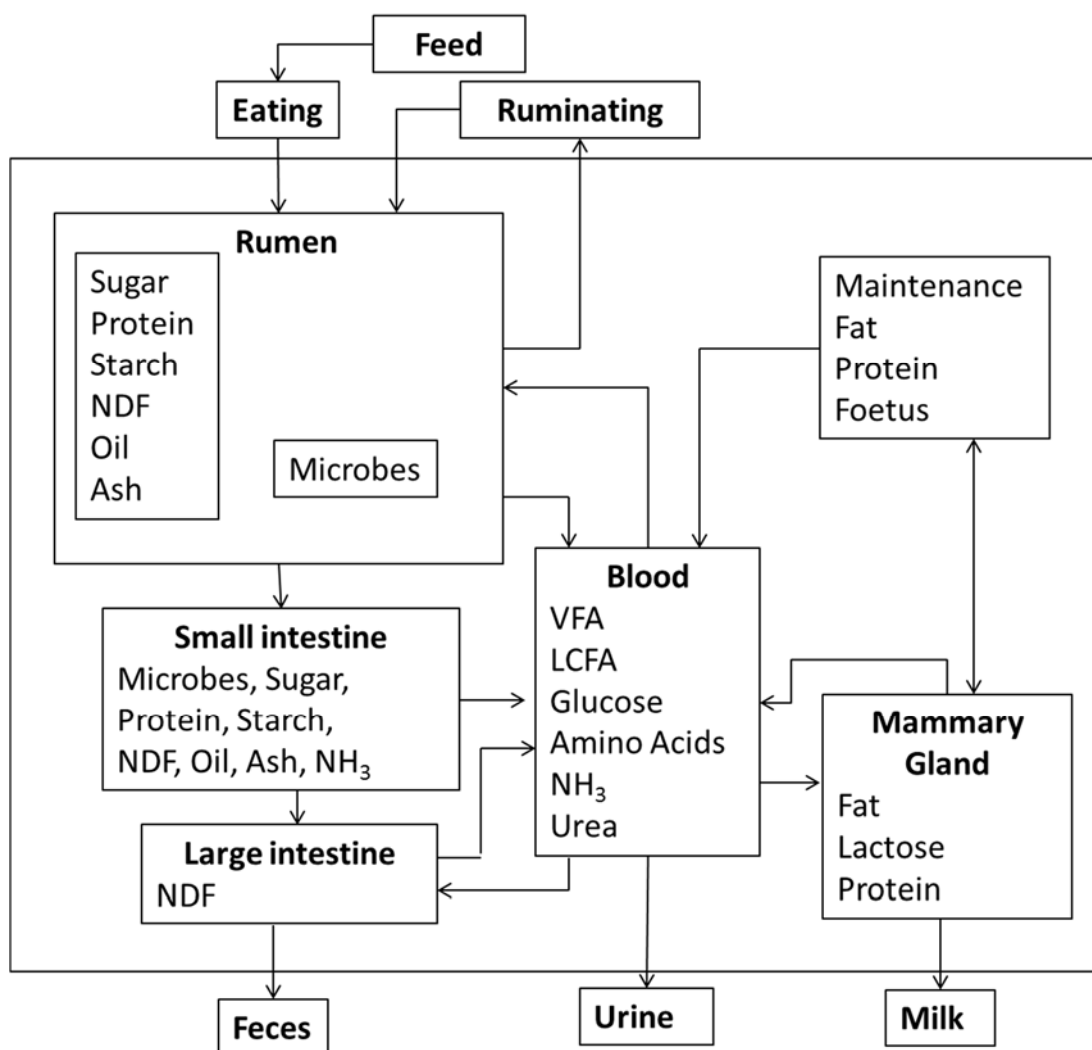 Feed
Eating
Ruminating
Rumen
Sugar
Protein
Starch
NDF
Oil
Ash
Microbes
Maintenance
Fat
Protein
Foetus
Blood
VFA
LCFA
Glucose
Amino Acids
NH₃
Urea
Small intestine
Microbes, Sugar,
Protein, Starch,
NDF, Oil, Ash, NH₃
Large intestine
NDF
Mammary
Gland
Fat
Lactose
Protein
Feces
Urine
Milk